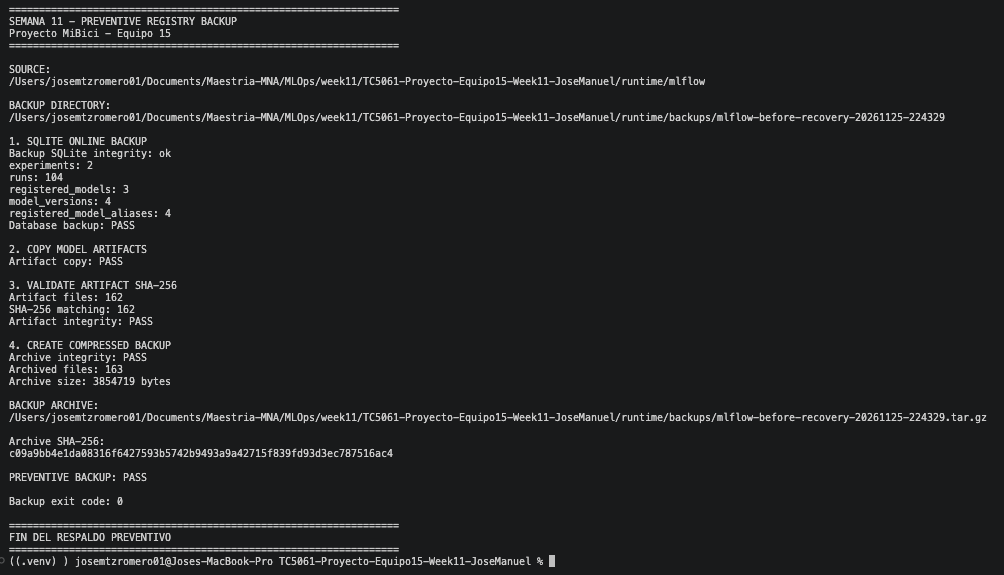 =================================================================
SEMANA 11 - PREVENTIVE REGISTRY BACKUP
Proyecto MiBici - Equipo 15
=================================================================
SOURCE:
/Users/josemtzromero01/Documents/Maestria-MNA/MLOps/week11/TC5061-Proyecto-Equipo15-Week11-JoseManuel/runtime/mlflow
BACKUP DIRECTORY:
/Users/josemtzromero01/Documents/Maestria-MNA/MLOps/week11/TC5061-Proyecto-Equipo15-Week11-JoseManuel/runtime/backups/mlflow-before-recovery-20261125-224329
1. SQLITE ONLINE BACKUP
Backup SQLite integrity: ok
experiments: 2
runs: 104
registered_models: 3
model_versions: 4
registered_model_aliases: 4
Database backup: PASS
2. COPY MODEL ARTIFACTS
Artifact copy: PASS
3. VALIDATE ARTIFACT SHA-256
Artifact files: 162
SHA-256 matching: 162
Artifact integrity: PASS
4. CREATE COMPRESSED BACKUP
Archive integrity: PASS
Archived files: 163
Archive size: 3854719 bytes
BACKUP ARCHIVE:
/Users/josemtzromero01/Documents/Maestria-MNA/MLOps/week11/TC5061-Proyecto-Equipo15-Week11-JoseManuel/runtime/backups/mlflow-before-recovery-20261125-224329.tar.gz
Archive SHA-256:
c09a9bb4e1da08316f6427593b5742b9493a9a42715f839fd93d3ec787516ac4
PREVENTIVE BACKUP: PASS
Backup exit code: 0
=================================================================
FIN DEL RESPALDO PREVENTIVO
=================================================================
((.venv) ) josemtzromero01@Joses-MacBook-Pro TC5061-Proyecto-Equipo15-Week11-JoseManuel %